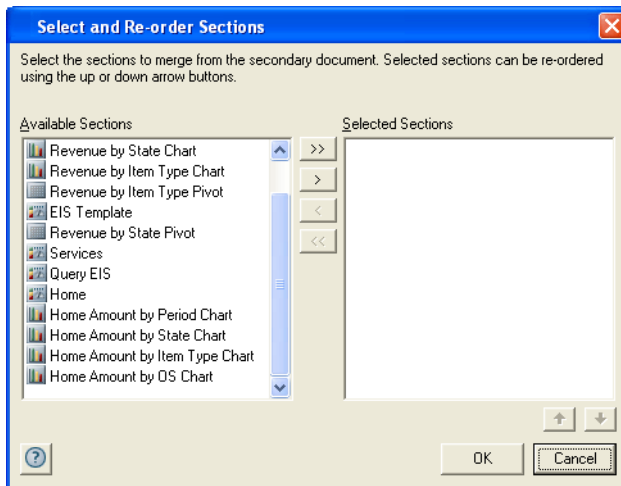 Select and Re-order Sections
Select the sections to merge from the secondary document. Selected sections can be re-ordered
using the up or down arrow buttons.
Available Sections
Revenue by State Chart
Revenue by Item Type Chart
Revenue by Item Type Pivot
EIS Template
Revenue by State Pivot
Services
Query EIS
Home
Home Amount by Period Chart
Home Amount by State Chart
Home Amount by Item Type Chart
Home Amount by OS Chart
>>
>
<
<<
Selected Sections
?
OK
Cancel